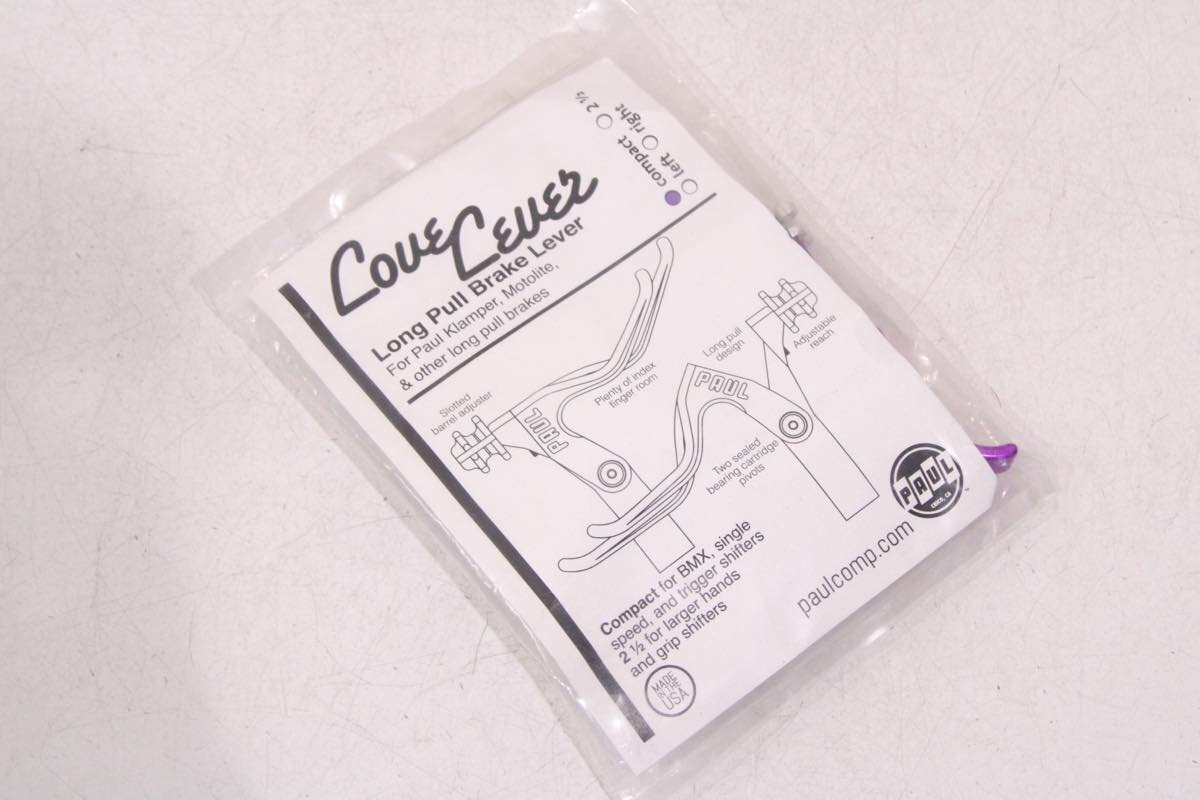 2 ½
right
compact
left
Love Lever
Long Pull Brake Lever
For Paul Klamper, Motolite,
& other long pull brakes
Slotted
barrel adjuster
Plenty of index
finger room
Long pull
design
Adjustable
reach
PAUL
PAUL
Two sealed
bearing cartridge
pivots
PAUL
CHICO, CA
™
paulcomp.com
Compact for BMX, single
speed, and trigger shifters
2 ½ for larger hands
and grip shifters
MADE
IN THE
USA